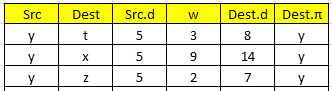 Src Dest Src.d w Dest.d Dest.π
y t 5 3 8 y
y x 5 9 14 y
y z 5 2 7 y